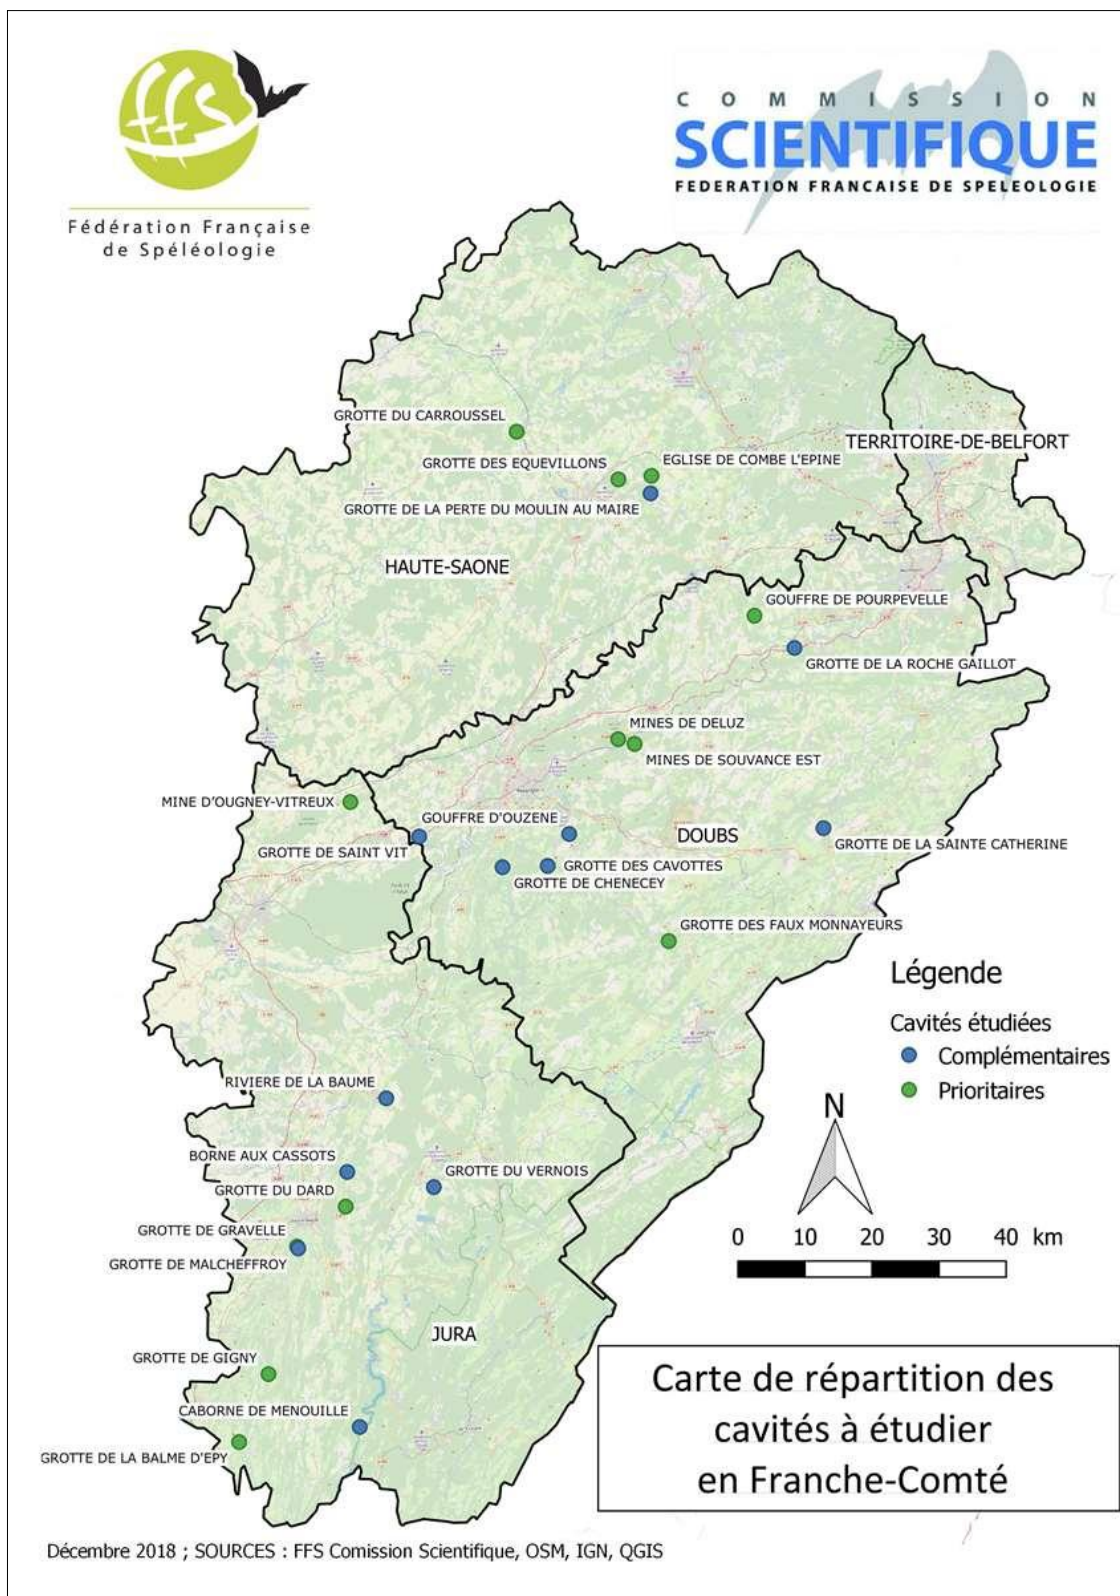 ffs
Fédération Française
de Spéléologie
COMMISSION
SCIENTIFIQUE
FEDERATION FRANCAISE DE SPELEOLOGIE
GROTTE DU CARROUSSEL
TERRITOIRE-DE-BELFORT
GROTTE DES EQUEVILLONS
EGLISE DE COMBE L'EPINE
GROTTE DE LA PERTE DU MOULIN AU MAIRE
HAUTE-SAONE
GOUFFRE DE POURPEVELLE
GROTTE DE LA ROCHE GAILLOT
MINES DE DELUZ
MINES DE SOUVANCE EST
MINE D'OUGNEY-VITREUX
GOUFFRE D'OUZENE
DOUBS
GROTTE DE LA SAINTE CATHERINE
GROTTE DE SAINT VIT
GROTTE DES CAVOTTES
GROTTE DE CHENECEY
GROTTE DES FAUX MONNAYEURS
Légende
Cavités étudiées
Complémentaires
Prioritaires
RIVIERE DE LA BAUME
N
BORNE AUX CASSOTS
GROTTE DU VERNOIS
GROTTE DU DARD
GROTTE DE GRAVELLE
0 10 20 30 40 km
GROTTE DE MALCHEFFROY
JURA
GROTTE DE GIGNY
CABORNE DE MENOUILLE
GROTTE DE LA BALME D'EPY
Carte de répartition des
cavités à étudier
en Franche-Comté
Décembre 2018 ; SOURCES : FFS Comission Scientifique, OSM, IGN, QGIS